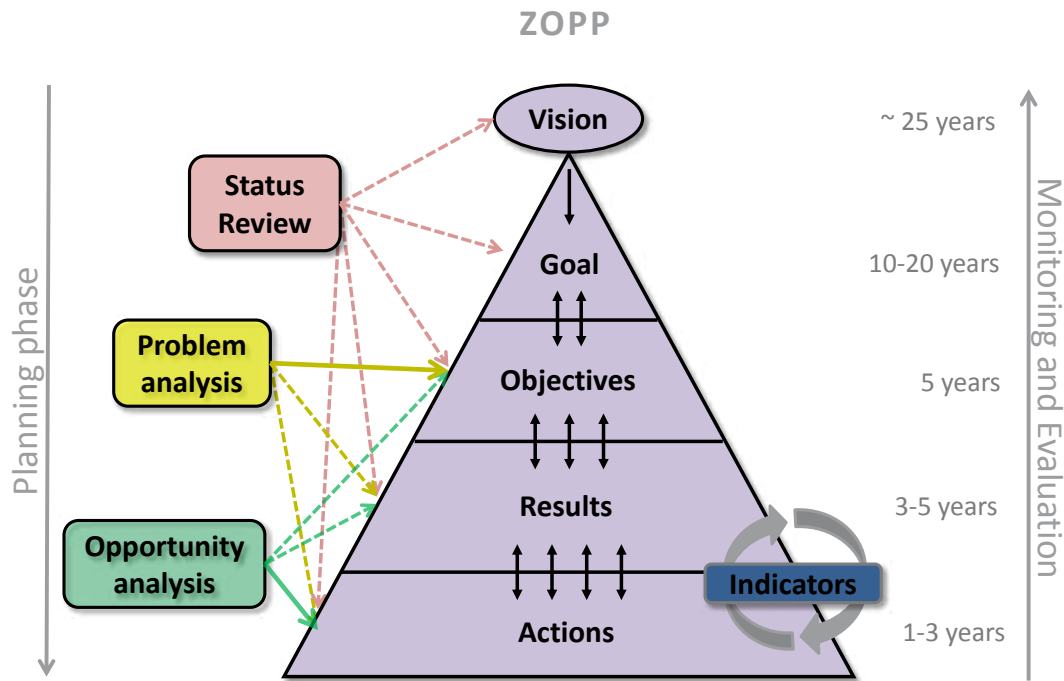 ZOPP
Planning phase
Monitoring and Evaluation
Vision
~ 25 years
Status
Review
Goal
10-20 years
Problem
analysis
Objectives
5 years
Results
3-5 years
Opportunity
analysis
Indicators
Actions
1-3 years